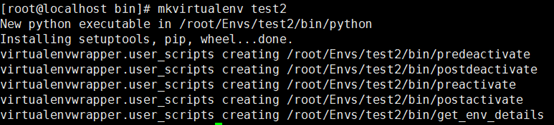 [root@localhost bin]# mkvirtualenv test2
New python executable in /root/Envs/test2/bin/python
Installing setuptools, pip, wheel...done.
virtualenvwrapper.user_scripts creating /root/Envs/test2/bin/predeactivate
virtualenvwrapper.user_scripts creating /root/Envs/test2/bin/postdeactivate
virtualenvwrapper.user_scripts creating /root/Envs/test2/bin/preactivate
virtualenvwrapper.user_scripts creating /root/Envs/test2/bin/postactivate
virtualenvwrapper.user_scripts creating /root/Envs/test2/bin/get_env_details